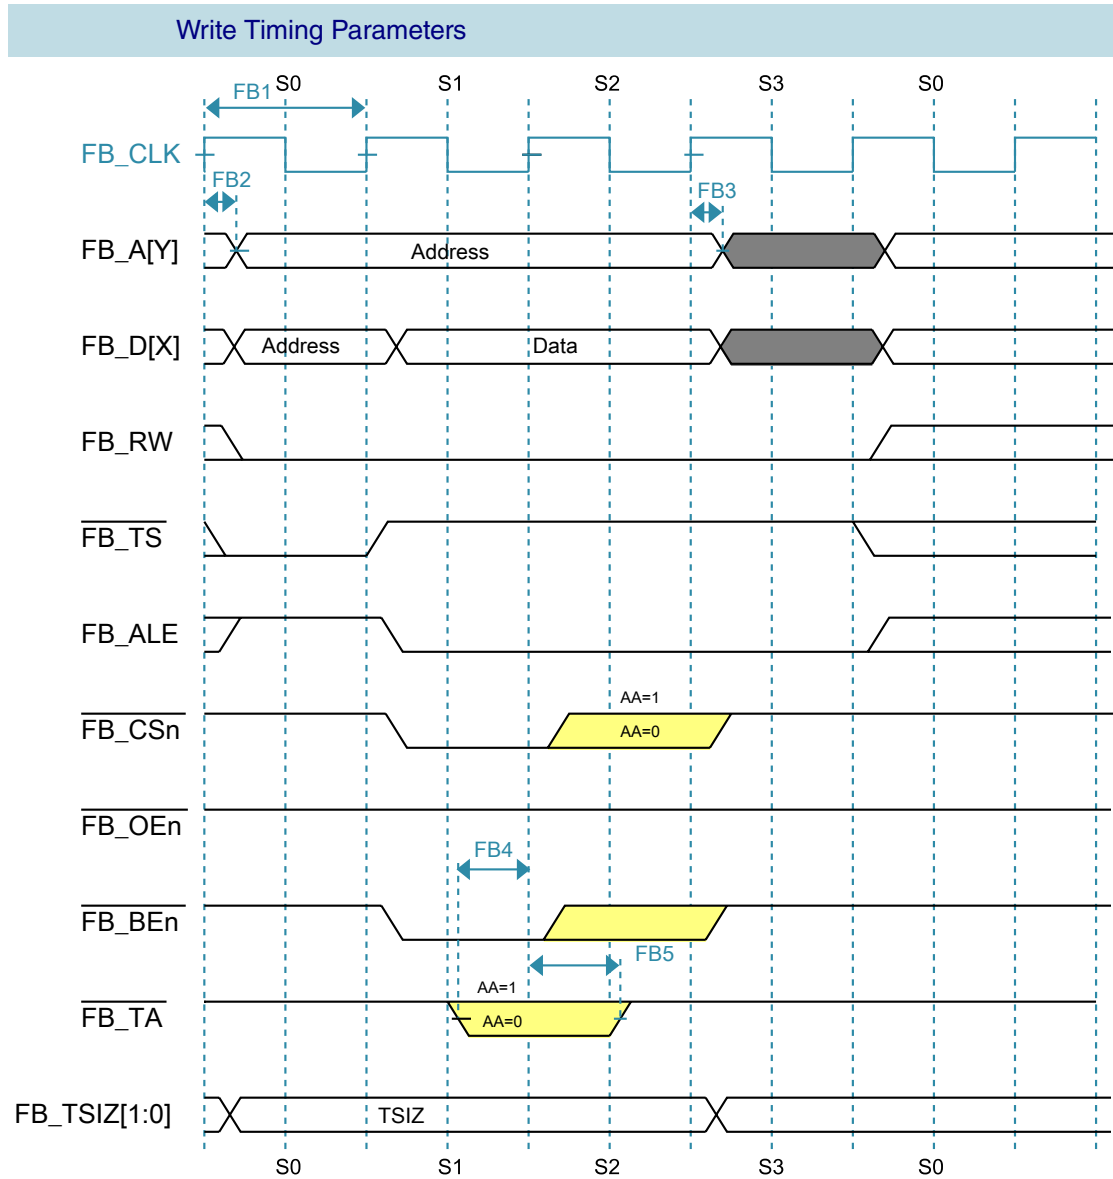 Write Timing Parameters
S0 S1 S2 S3 S0
FB1
FB_CLK
FB2
FB3
FB_A[Y]
Address
FB_D[X]
Address Data
FB_RW
FB_TS
FB_ALE
AA=1
FB_CSn
AA=0
FB_OEn
FB4
FB_BEn
FB5
AA=1
FB_TA
AA=0
FB_TSIZ[1:0]
TSIZ
S0 S1 S2 S3 S0